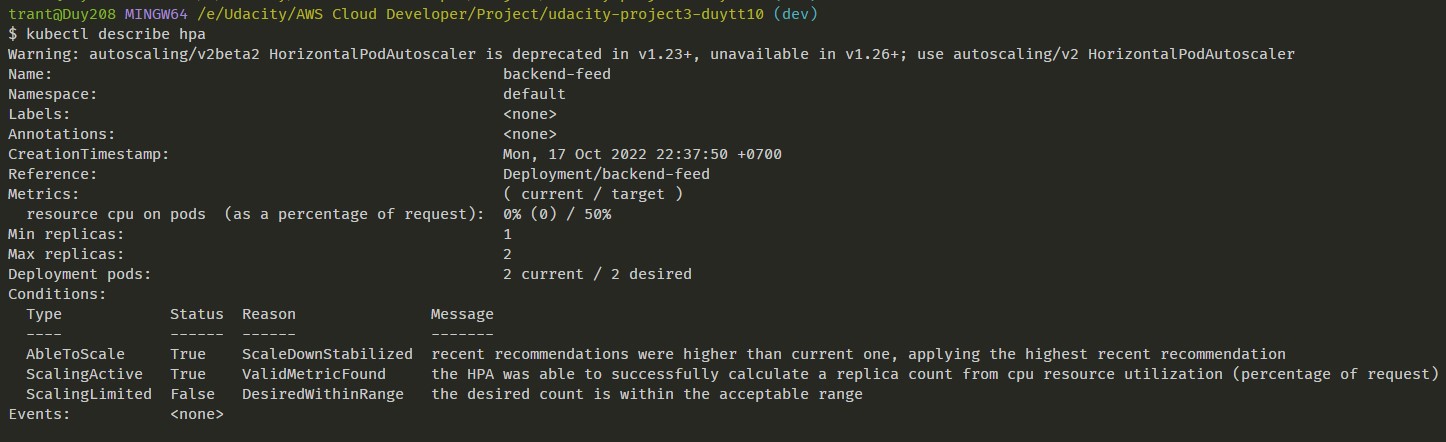 trant@Duy208 MINGW64 /e/Udacity/AWS Cloud Developer/Project/udacity-project3-duytt10 (dev)
$ kubectl describe hpa
Warning: autoscaling/v2beta2 HorizontalPodAutoscaler is deprecated in v1.23+, unavailable in v1.26+; use autoscaling/v2 HorizontalPodAutoscaler
Name:                                                  backend-feed
Namespace:                                             default
Labels:                                                <none>
Annotations:                                           <none>
CreationTimestamp:                                     Mon, 17 Oct 2022 22:37:50 +0700
Reference:                                             Deployment/backend-feed
Metrics:                                               ( current / target )
  resource cpu on pods  (as a percentage of request):  0% (0) / 50%
Min replicas:                                          1
Max replicas:                                          2
Deployment pods:                                       2 current / 2 desired
Conditions:
  Type            Status  Reason               Message
  ----            ------  ------               -------
  AbleToScale     True    ScaleDownStabilized  recent recommendations were higher than current one, applying the highest recent recommendation
  ScalingActive   True    ValidMetricFound     the HPA was able to successfully calculate a replica count from cpu resource utilization (percentage of request)
  ScalingLimited  False   DesiredWithinRange   the desired count is within the acceptable range
Events:           <none>